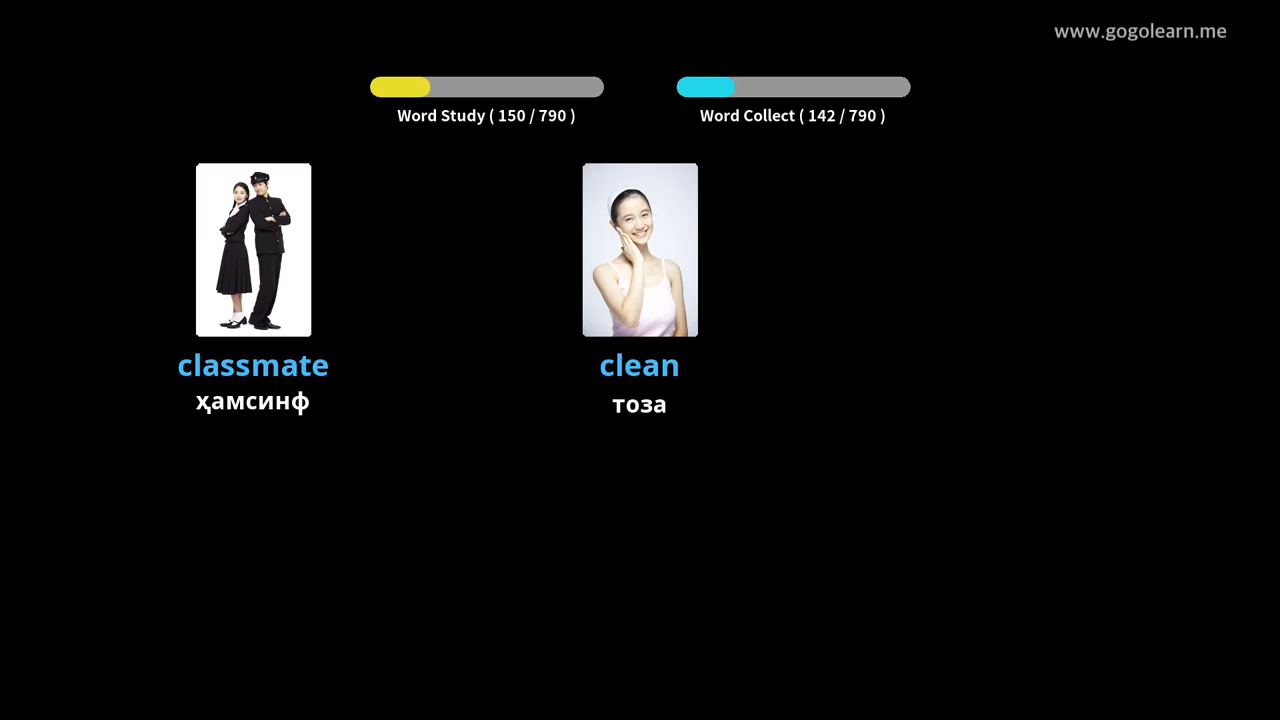 www.gogolearn.me
Word Study ( 150 / 790 )
Word Collect ( 142 / 790 )
classmate
ҳамсинф
clean
тоза